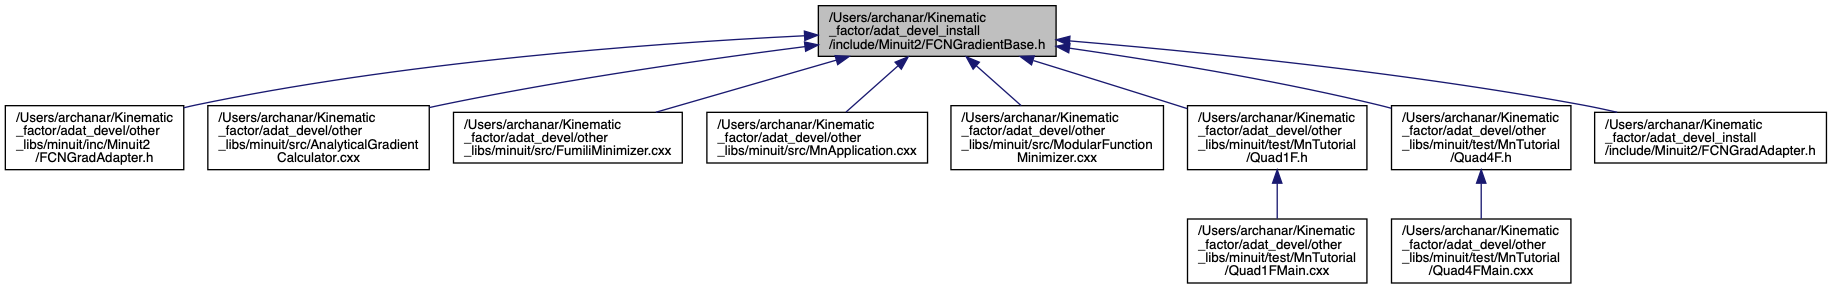 /Users/archanar/Kinematic
_factor/adat_devel_install
/include/Minuit2/FCNGradientBase.h
/Users/archanar/Kinematic
_factor/adat_devel/other
_libs/minuit/inc/Minuit2
/FCNGradAdapter.h
/Users/archanar/Kinematic
_factor/adat_devel/other
_libs/minuit/src/AnalyticalGradient
Calculator.cxx
/Users/archanar/Kinematic
_factor/adat_devel/other
_libs/minuit/src/FumiliMinimizer.cxx
/Users/archanar/Kinematic
_factor/adat_devel/other
_libs/minuit/src/MnApplication.cxx
/Users/archanar/Kinematic
_factor/adat_devel/other
_libs/minuit/src/ModularFunction
Minimizer.cxx
/Users/archanar/Kinematic
_factor/adat_devel/other
_libs/minuit/test/MnTutorial
/Quad1F.h
/Users/archanar/Kinematic
_factor/adat_devel/other
_libs/minuit/test/MnTutorial
/Quad4F.h
/Users/archanar/Kinematic
_factor/adat_devel_install
/include/Minuit2/FCNGradAdapter.h
/Users/archanar/Kinematic
_factor/adat_devel/other
_libs/minuit/test/MnTutorial
/Quad1FMain.cxx
/Users/archanar/Kinematic
_factor/adat_devel/other
_libs/minuit/test/MnTutorial
/Quad4FMain.cxx